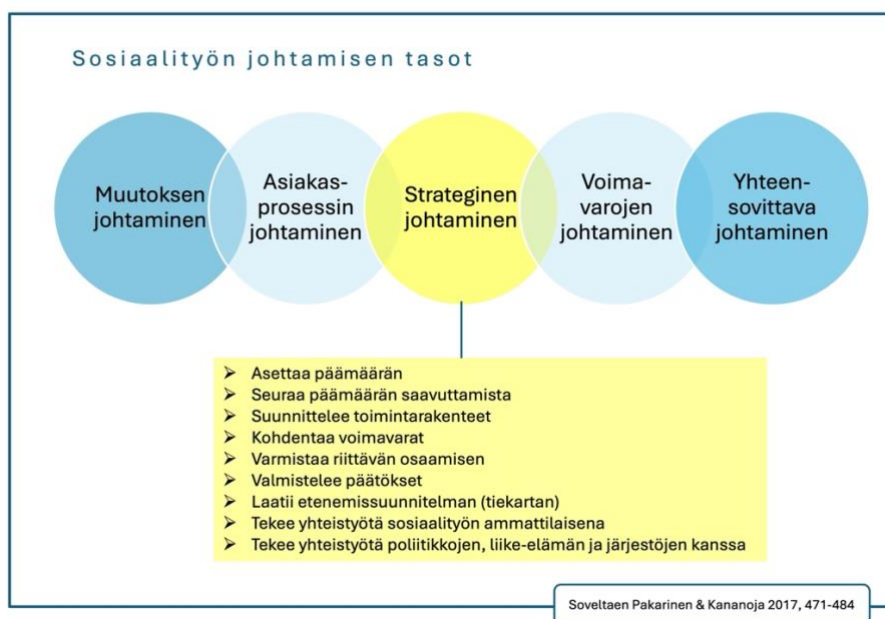 Sosiaalityön johtamisen tasot
Muutoksen
johtaminen
Asiakas-
prosessin
johtaminen
Strateginen
johtaminen
Voima-
varojen
johtaminen
Yhteen-
sovittava
johtaminen
➢ Asettaa päämäärän
➢ Seuraa päämäärän saavuttamista
➢ Suunnittelee toimintarakenteet
➢ Kohdentaa voimavarat
➢ Varmistaa riittävän osaamisen
➢ Valmistelee päätökset
➢ Laatii etenemissuunnitelman (tiekartan)
➢ Tekee yhteistyötä sosiaalityön ammattilaisena
➢ Tekee yhteistyötä poliitikkojen, liike-elämän ja järjestöjen kanssa
Soveltaen Pakarinen & Kananoja 2017, 471-484